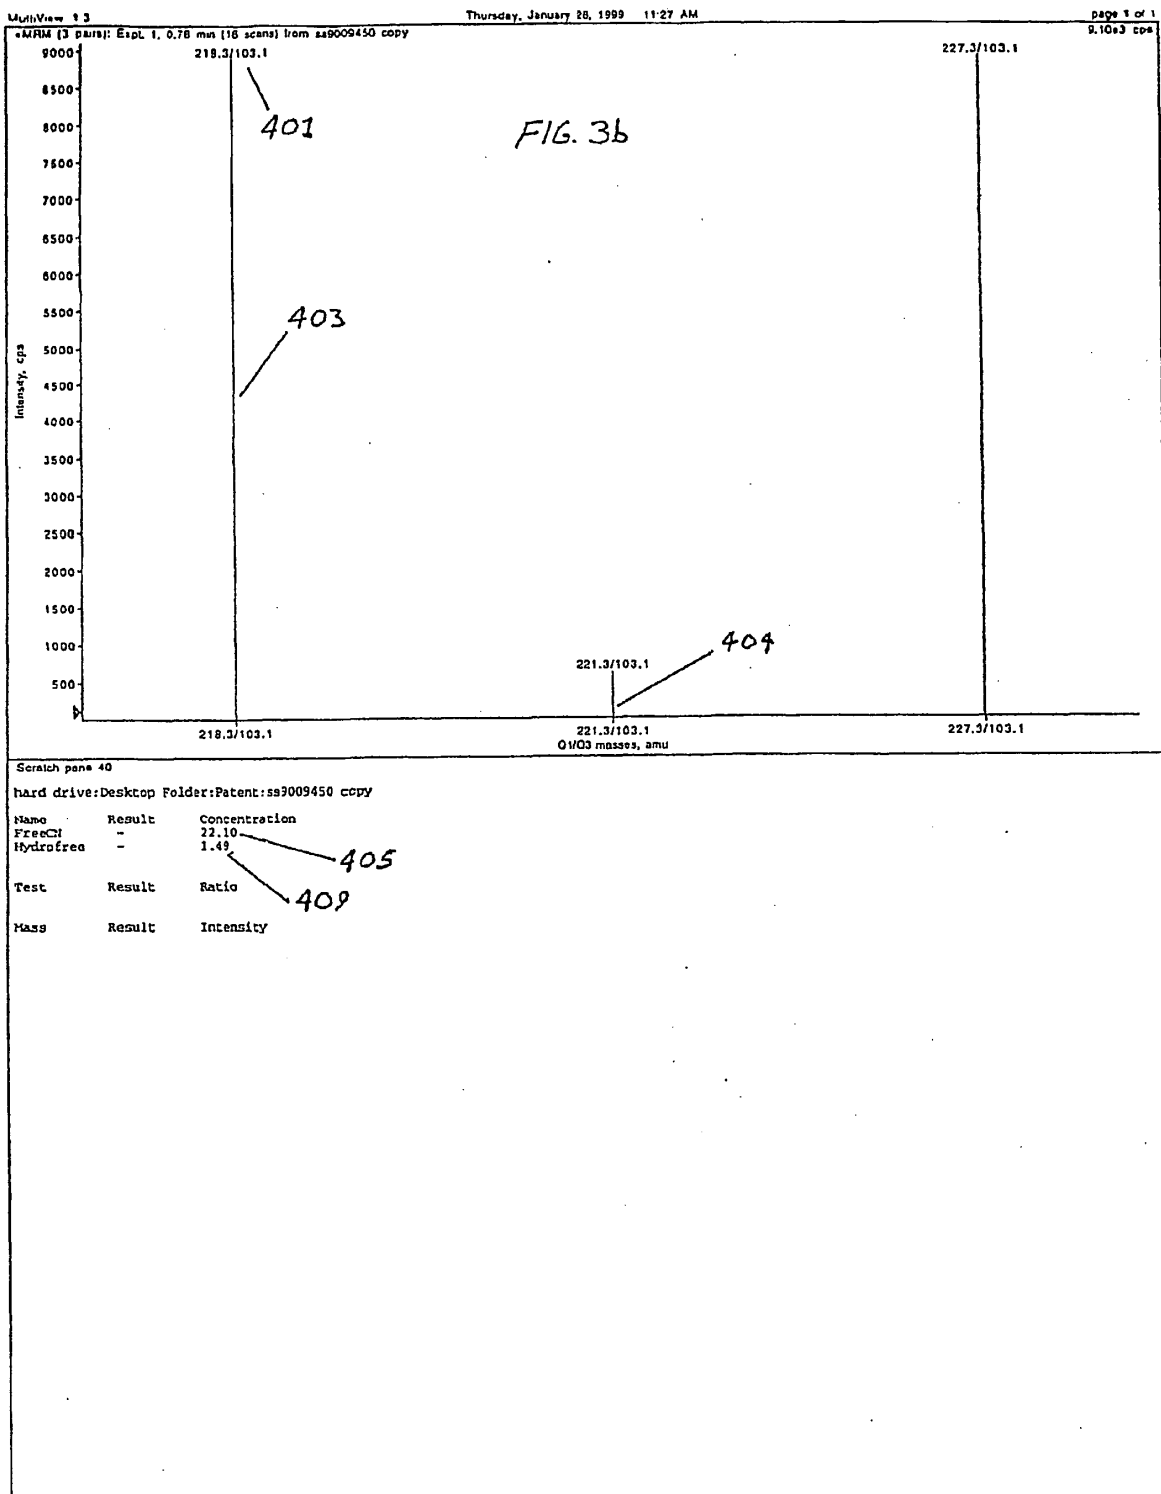 MultiView 1.3
Thursday, January 28, 1999 11:27 AM
page 1 of 1
+MRM (3 pairs): Expt. 1, 0.76 min (16 scans) from ss9009450 copy
9.10e3 cps
218.3/103.1
227.3/103.1
9000
8500
401
FIG. 3b
8000
7500
7000
6500
6000
5500
403
5000
Intensity, cps
4500
4000
3500
3000
2500
2000
1500
1000
404
221.3/103.1
500
218.3/103.1
221.3/103.1
227.3/103.1
Q1/Q3 masses, amu
Scratch pane 40
hard drive:Desktop Folder:Patent:ss9009450 copy
Name Result Concentration
FreeCN - 22.10
Hydrofree - 1.49
405
Test Result Ratio
409
Mass Result Intensity